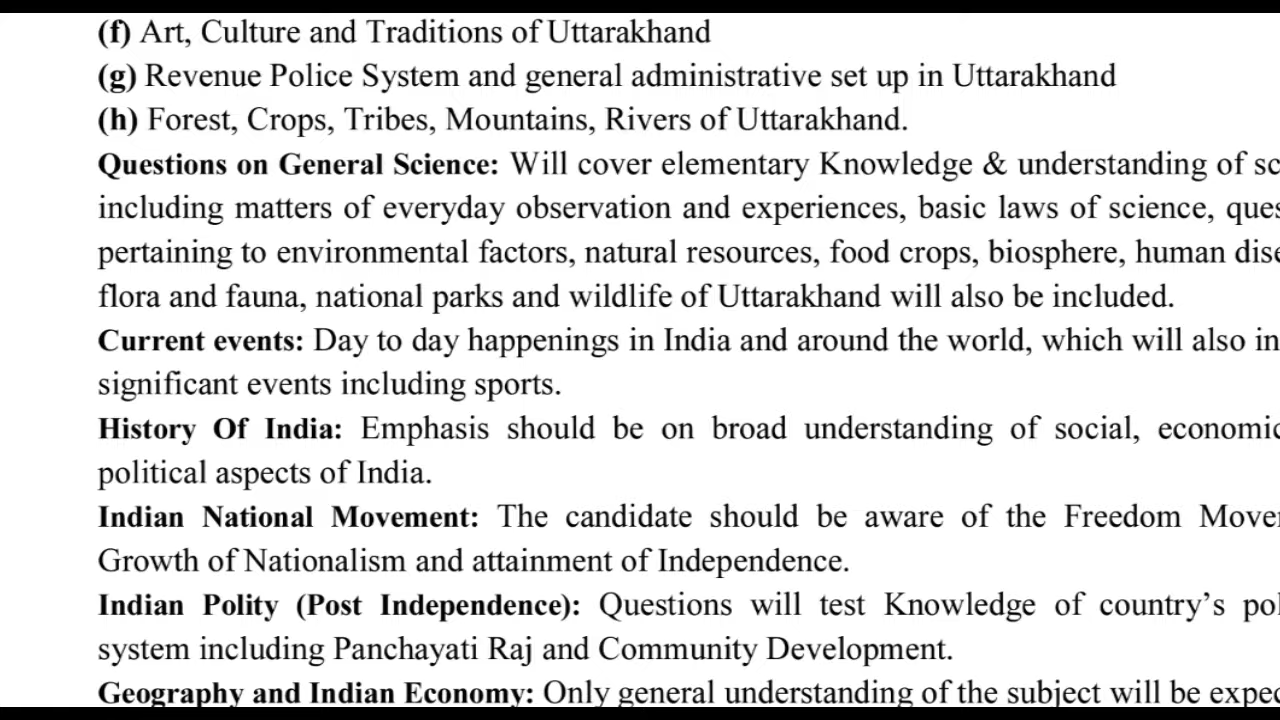 (f) Art, Culture and Traditions of Uttarakhand
(g) Revenue Police System and general administrative set up in Uttarakhand
(h) Forest, Crops, Tribes, Mountains, Rivers of Uttarakhand.
Questions on General Science: Will cover elementary Knowledge & understanding of
including matters of everyday observation and experiences, basic laws of science,
pertaining to environmental factors, natural resources, food crops, biosphere, human
flora and fauna, national parks and wildlife of Uttarakhand will also be included.
Current events: Day to day happenings in India and around the world, which will also
significant events including sports.
History Of India: Emphasis should be on broad understanding of social, economic
political aspects of India.
Indian National Movement: The candidate should be aware of the Freedom
Growth of Nationalism and attainment of Independence.
Indian Polity (Post Independence): Questions will test Knowledge of country’s
system including Panchayati Raj and Community Development.
Geography and Indian Economy: Only general understanding of the subject will be